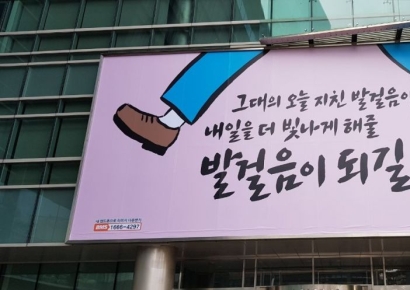 그대의 오늘 지친 발걸음이
내일을 더 빛나게 해줄
발걸음이 되길
1666-4297